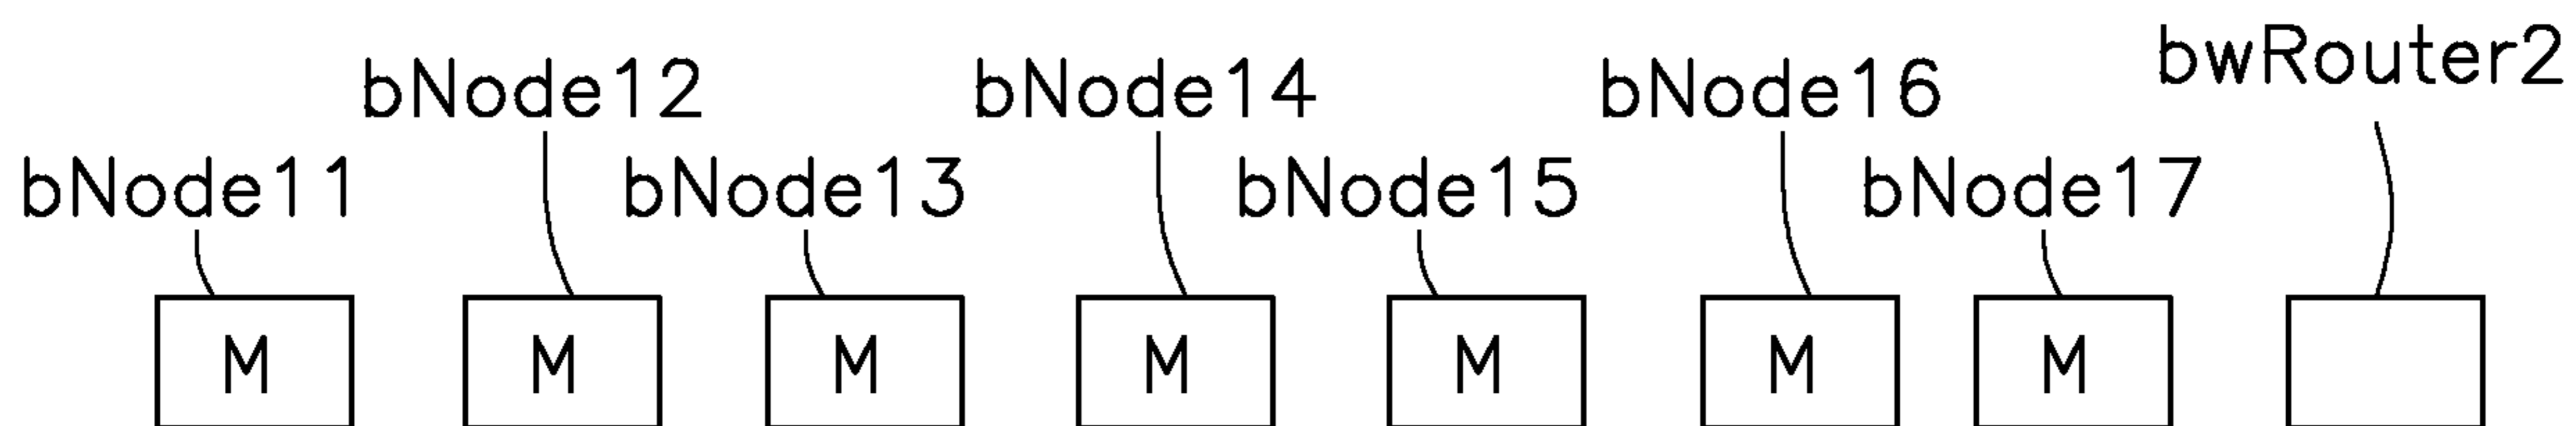 bwRouter2
bNode12 bNode14 bNode16
bNode11 bNode13 bNode15 bNode17
M M M M M M M